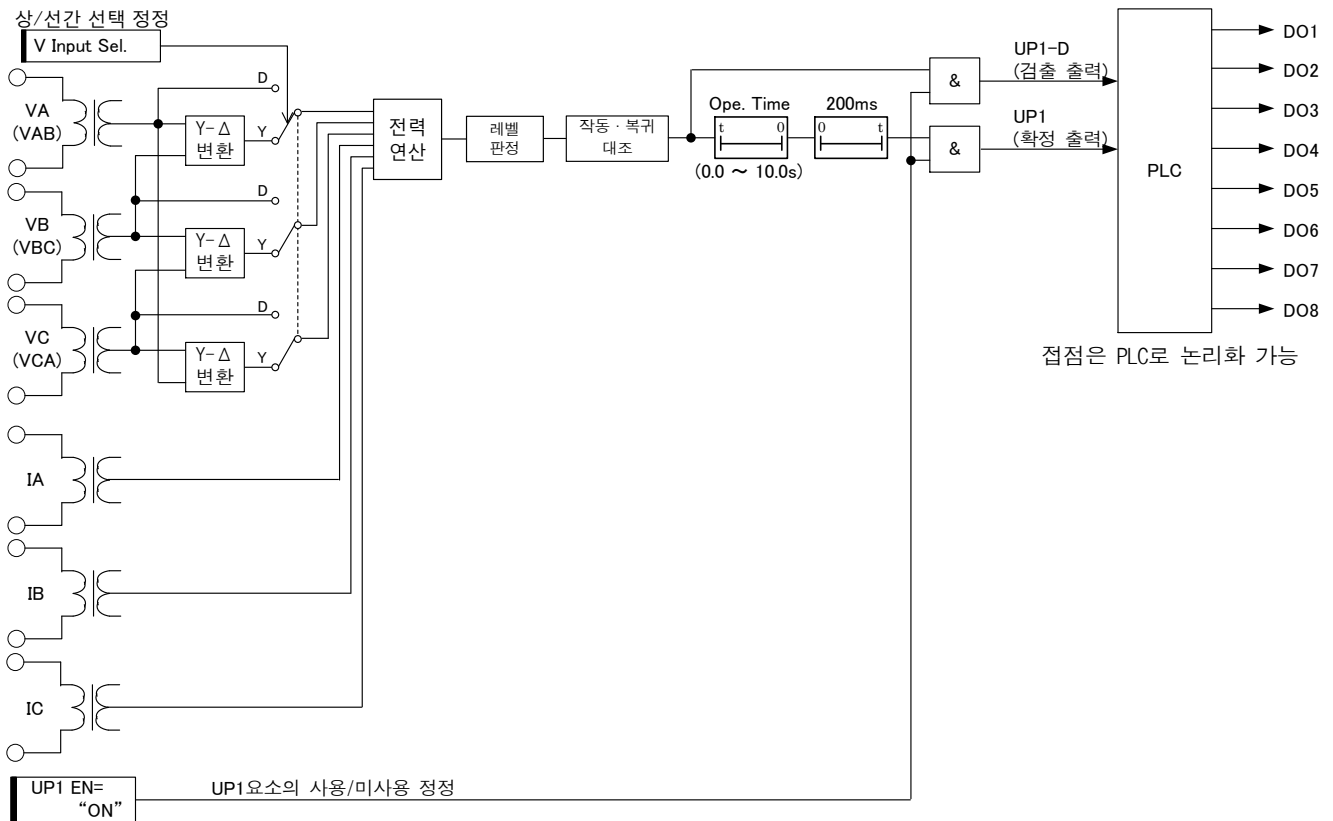 상/선간 선택 정정
V Input Sel.
VA
(VAB)
D
Y-Δ
변환
Y
VB
(VBC)
D
Y-Δ
변환
Y
VC
(VCA)
D
Y-Δ
변환
Y
IA
IB
IC
UP1 EN=
“ON”
UP1요소의 사용/미사용 정정
전력
연산
레벨
판정
작동·복귀
대조
Ope. Time
t 0
(0.0 ～ 10.0s)
200ms
0 t
&
&
UP1-D
(검출 출력)
UP1
(확정 출력)
PLC
DO1
DO2
DO3
DO4
DO5
DO6
DO7
DO8
접점은 PLC로 논리화 가능